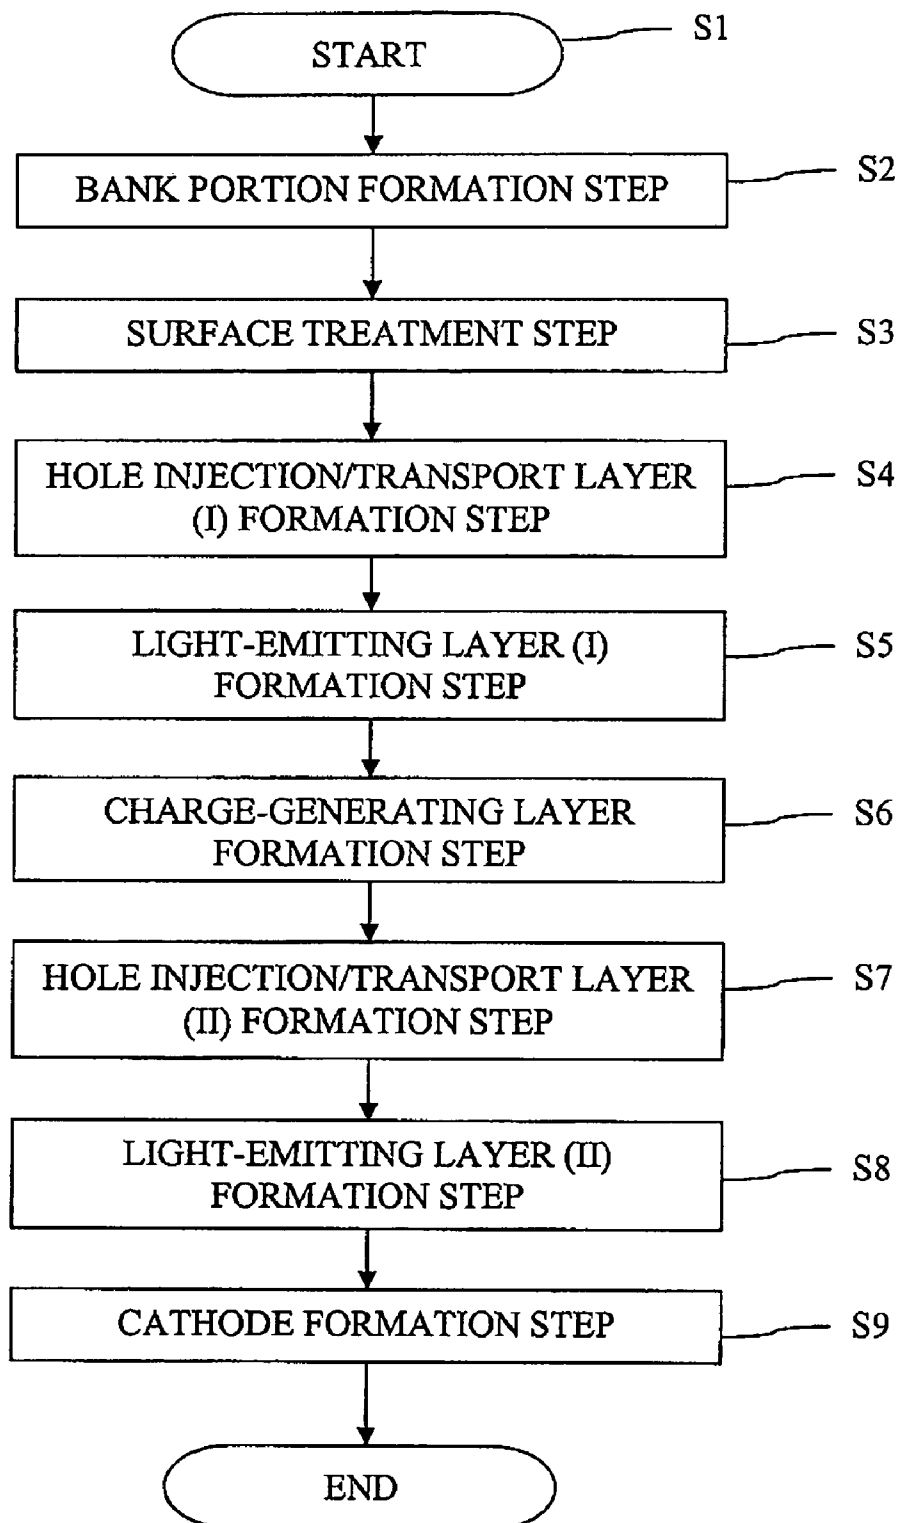 START
S1
BANK PORTION FORMATION STEP
S2
SURFACE TREATMENT STEP
S3
HOLE INJECTION/TRANSPORT LAYER
(I) FORMATION STEP
S4
LIGHT-EMITTING LAYER (I)
FORMATION STEP
S5
CHARGE-GENERATING LAYER
FORMATION STEP
S6
HOLE INJECTION/TRANSPORT LAYER
(II) FORMATION STEP
S7
LIGHT-EMITTING LAYER (II)
FORMATION STEP
S8
CATHODE FORMATION STEP
S9
END